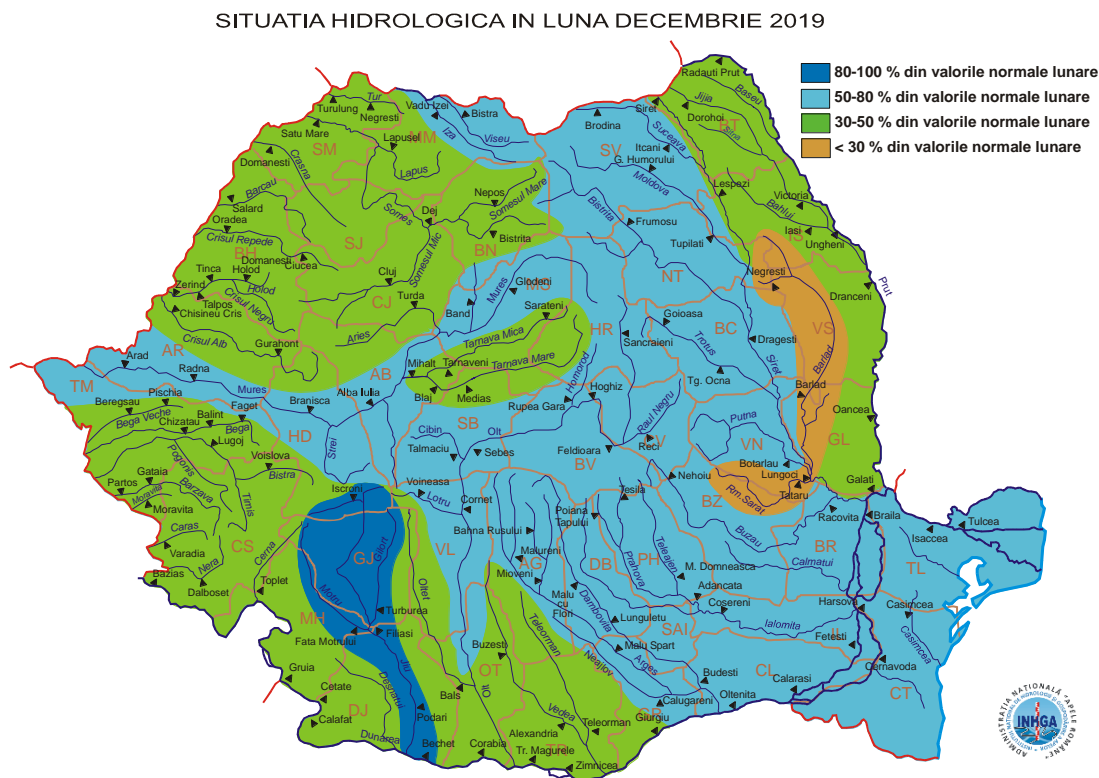 SITUATIA HIDROLOGICA IN LUNA DECEMBRIE 2019
80-100 % din valorile normale lunare
50-80 % din valorile normale lunare
30-50 % din valorile normale lunare
< 30 % din valorile normale lunare
Radauti Prut
Baseu
Tur
Turulung
Negresti
Vadu Izei
Bistra
Siret
Jijia
Dorohoi
BT
Satu Mare
Lapusel
MM
Iza
Viseu
Brodina
Suceava
SM
SV
Itcani
G. Humorului
Domanesti
Crasna
Lapus
Moldova
Lespezi
Victoria
Barcau
Nepos
Somesul Mare
Bistrita
Bahlui
Salard
Somes
Dej
Frumosu
Iasi
Ungheni
IS
Oradea
Crisul Repede
SJ
BN
Bistrita
Tupilati
BH
Domanesti
Ciucea
Somesul Mic
Tinca
Holod
Cluj
NT
Negresti
Prut
Zerind
Holod
Talpos
Crisul Negru
CJ
Turda
Mures
Glodeni
MS
Dranceni
Chisineu Cris
Band
Sarateni
Goioasa
BC
VS
Crisul Alb
Gurahont
Aries
Tarnava Mica
HR
Sancraieni
Trotus
Dragesti
Barlad
AR
Arad
Mihalt
Tarnaveni
Tarnava Mare
Siret
TM
Radna
AB
Homorod
Tg. Ocna
Pischia
Mures
Branisca
Alba Iulia
Blaj
Medias
Hoghiz
Barlad
Beregsau
Faget
Rupea Gara
Raul Negru
Oancea
Bega Veche
Balint
Chizatau
Bega
SB
Putna
Lugoj
HD
Strei
Cibin
Olt
Reci
VN
GL
Voislova
Talmaciu
Sebes
Feldioara
BV
Botarlau
Gataia
Pogonis
Bistra
Lungoci
Partos
Barzava
Voineasa
Nehoiu
Tataru
Galati
Moravita
Iscroni
Lotru
Cornet
Tesila
BZ
Rm.Sarat
Moravita
Timis
Poiana
Tapului
Racovita
Braila
Tulcea
Caras
Bahna Rusului
Buzau
Isaccea
CS
Cerna
GJ
Gilort
VL
Malureni
Teleajen
BR
Varadia
AG
DB
PH
Calmatui
TL
Bazias
Nera
Toplet
Oltet
Mioveni
Malu
cu
Flori
Prahova
M. Domneasca
Dalboset
Motru
Adancata
Casimcea
Turburea
Dambovita
Cosereni
Harsova
MH
Filiasi
Teleorman
Lunguletu
Ialomita
Fata Motrului
SAI
IL
Fetesti
Casimcea
Buzesti
Malu Spart
Gruia
Jiu
OT
Neajlov
Arges
Budesti
CL
Cernavoda
Cetate
Desnatui
Olt
Bals
Calarasi
CT
DJ
Calugareni
Oltenita
Calafat
Podari
Vedea
GR
Dunarea
Alexandria
Teleorman
Giurgiu
Bechet
Corabia
TR
Tr. Magurele
Zimnicea
ADMINISTRAȚIA NAȚIONALĂ "APELE ROMÂNE"
INHGA